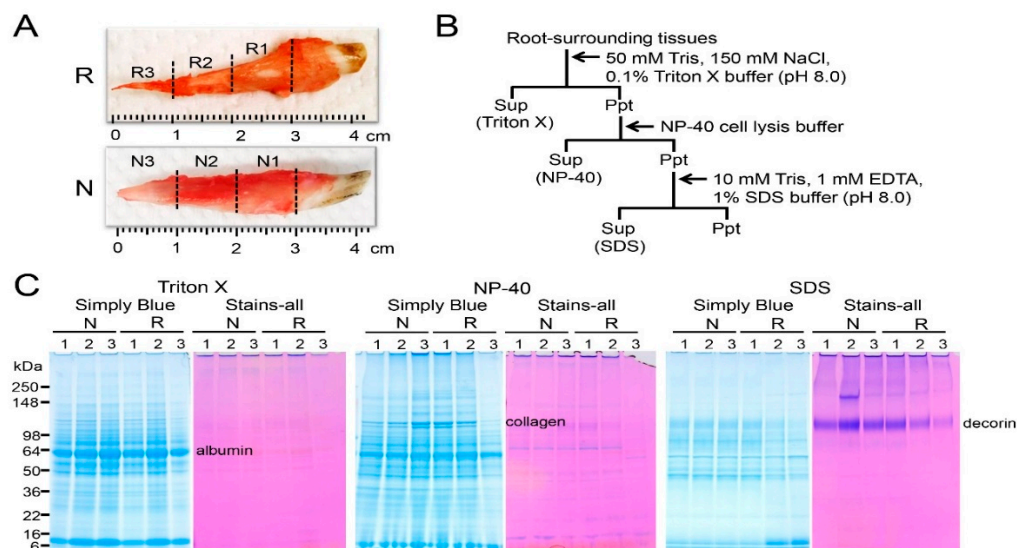 A
R
R3 R2 R1
0 1 2 3 4 cm
N
N3 N2 N1
0 1 2 3 4 cm
B
Root-surrounding tissues
50 mM Tris, 150 mM NaCl,
0.1% Triton X buffer (pH 8.0)
Sup
(Triton X)
Ppt
NP-40 cell lysis buffer
Sup
(NP-40)
Ppt
10 mM Tris, 1 mM EDTA,
1% SDS buffer (pH 8.0)
Sup
(SDS)
Ppt
C
Triton X NP-40 SDS
Simply Blue Stains-all Simply Blue Stains-all Simply Blue Stains-all
N R N R N R N R N R N R
1 2 3 1 2 3 1 2 3 1 2 3 1 2 3 1 2 3 1 2 3 1 2 3 1 2 3 1 2 3 1 2 3 1 2 3
kDa
250
148
98
64
50
36
22
16
6
albumin
collagen
decorin